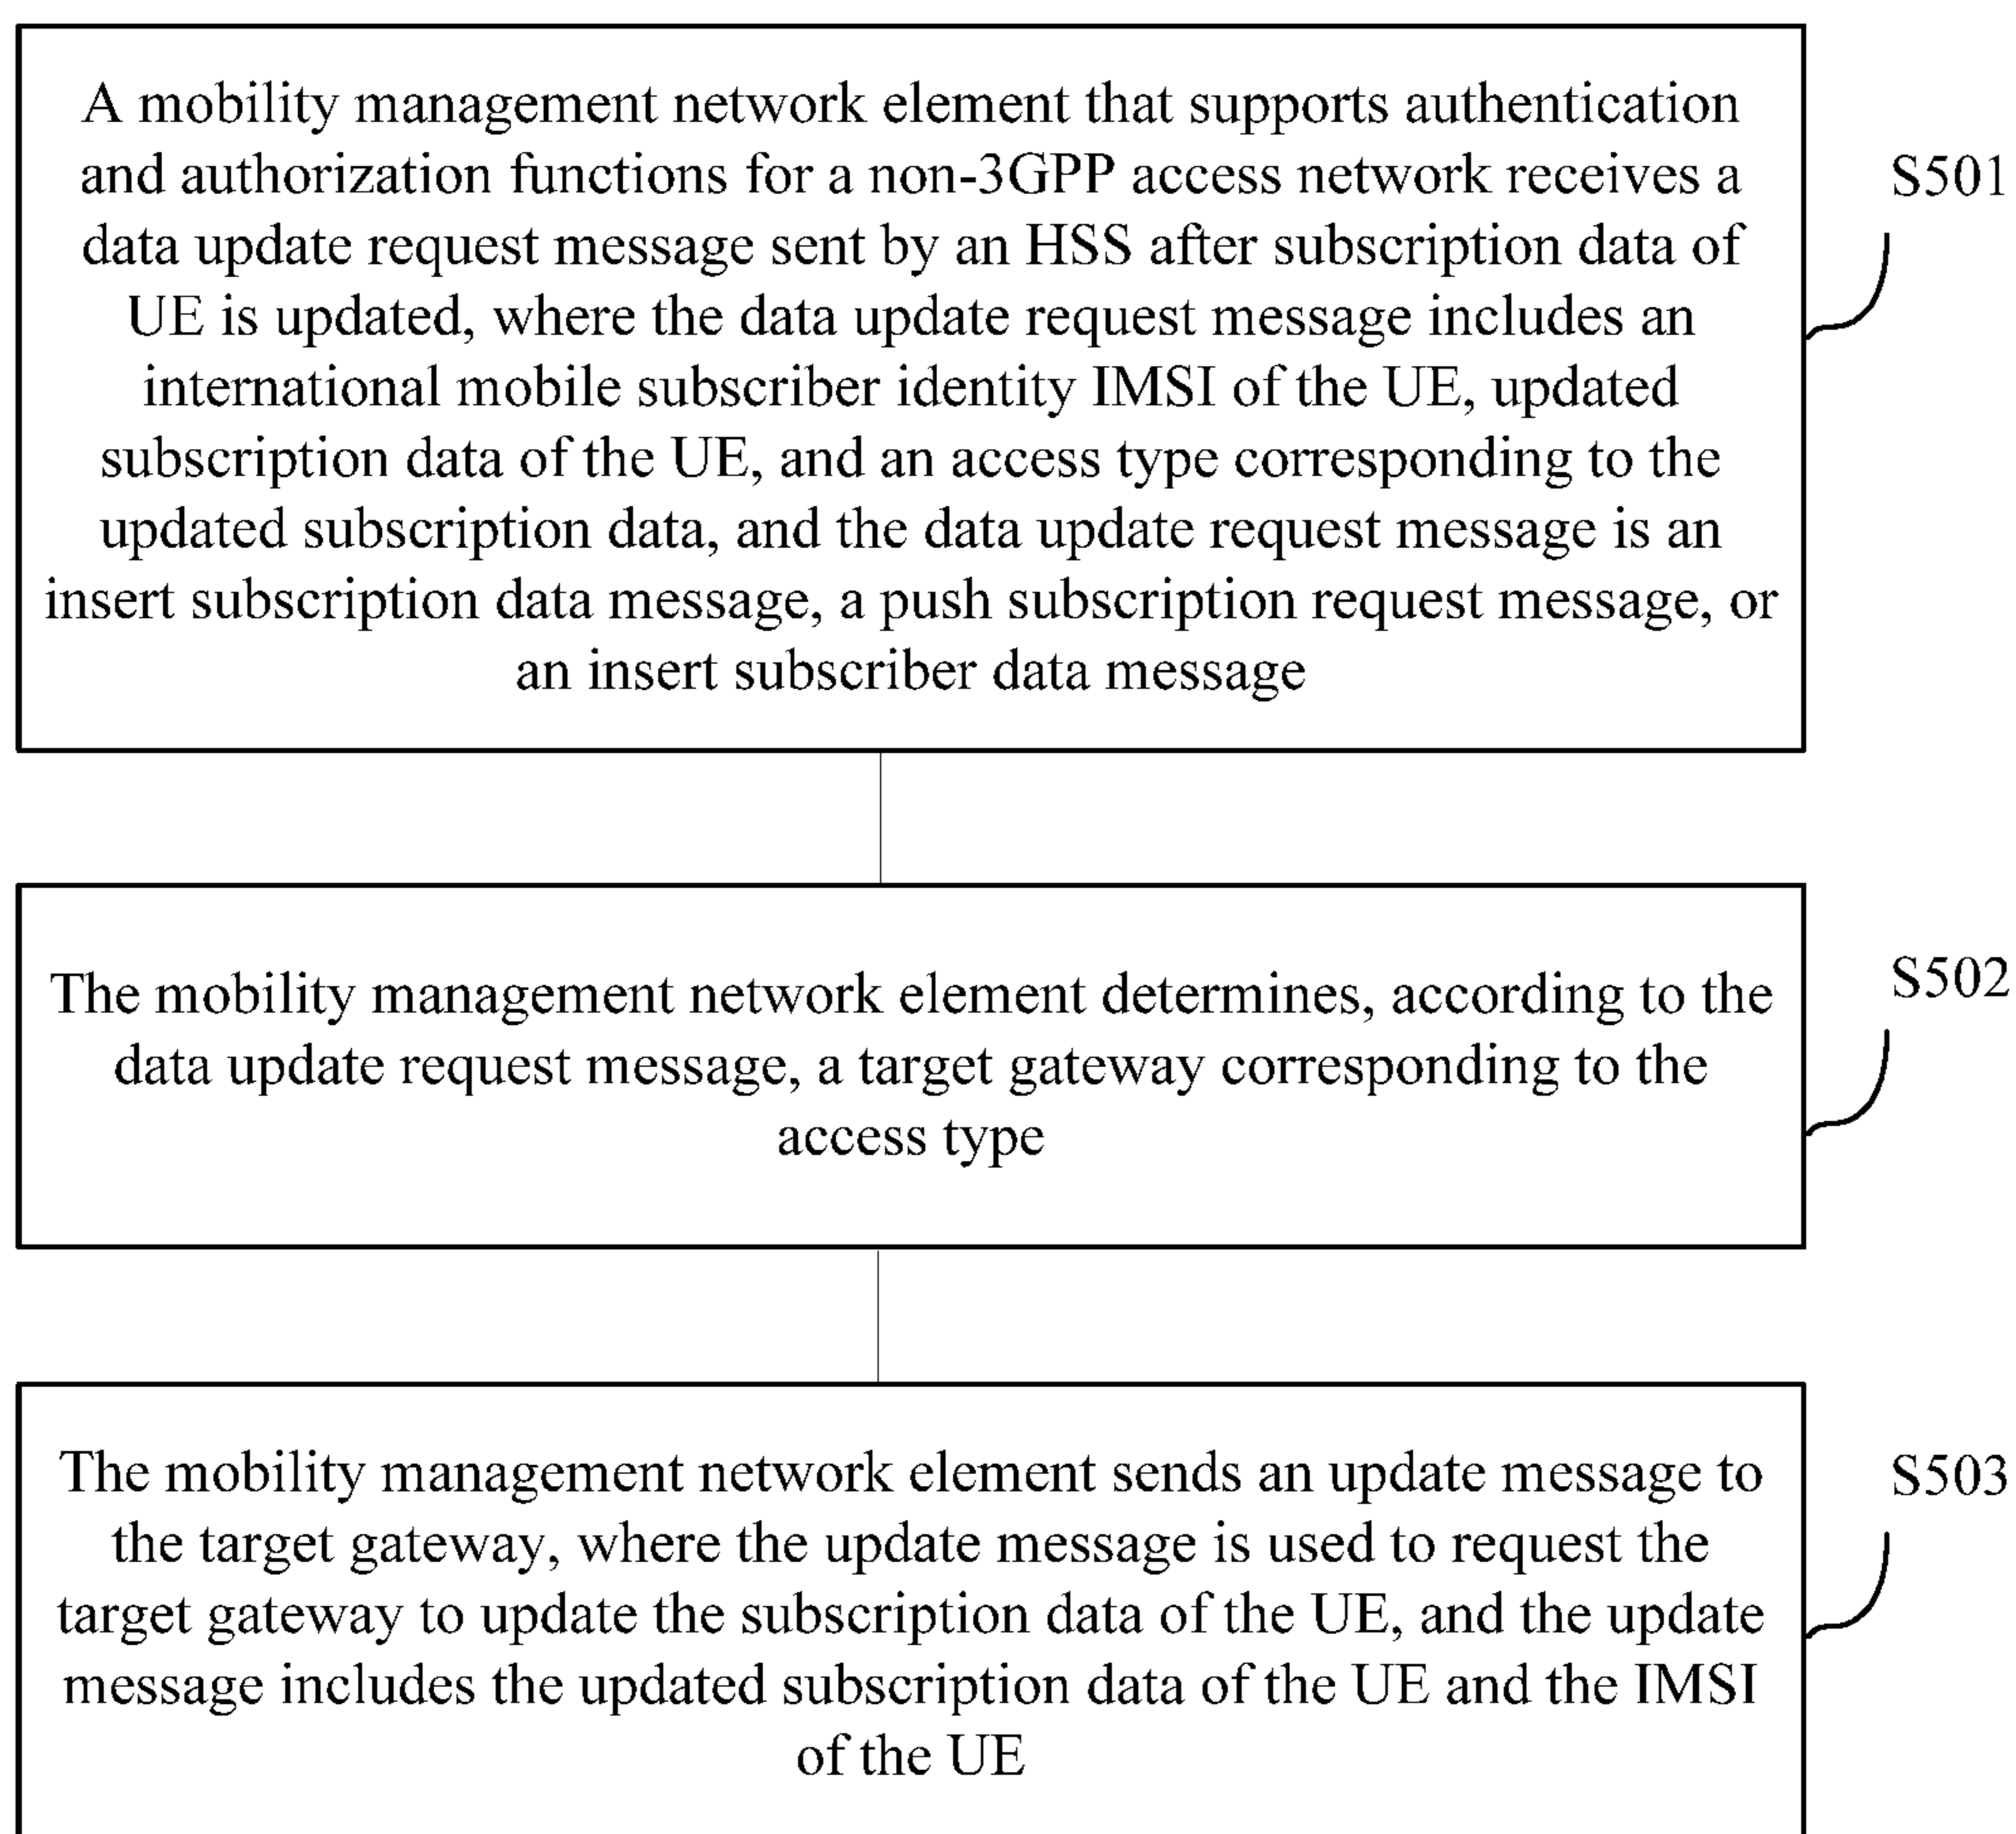 A mobility management network element that supports authentication
and authorization functions for a non-3GPP access network receives a
data update request message sent by an HSS after subscription data of
UE is updated, where the data update request message includes an
international mobile subscriber identity IMSI of the UE, updated
subscription data of the UE, and an access type corresponding to the
updated subscription data, and the data update request message is an
insert subscription data message, a push subscription request message, or
an insert subscriber data message
S501
The mobility management network element determines, according to the
data update request message, a target gateway corresponding to the
access type
S502
The mobility management network element sends an update message to
the target gateway, where the update message is used to request the
target gateway to update the subscription data of the UE, and the update
message includes the updated subscription data of the UE and the IMSI
of the UE
S503